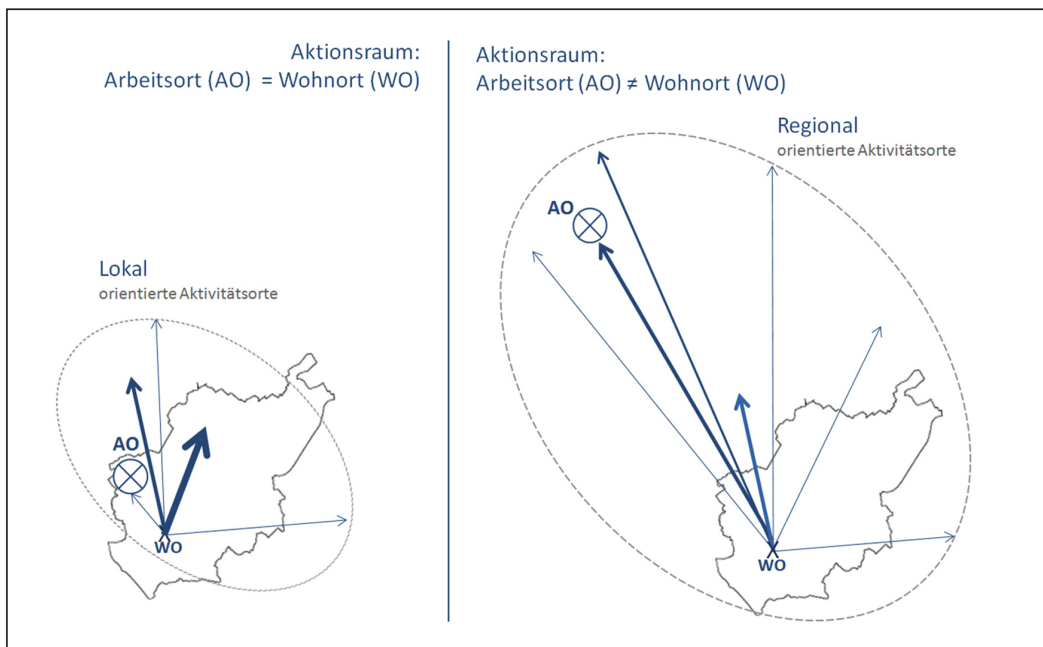 Aktionsraum:
Arbeitsort (AO) = Wohnort (WO)
Lokal
orientierte Aktivitätsorte
AO
WO
Aktionsraum:
Arbeitsort (AO) ≠ Wohnort (WO)
Regional
orientierte Aktivitätsorte
AO
WO